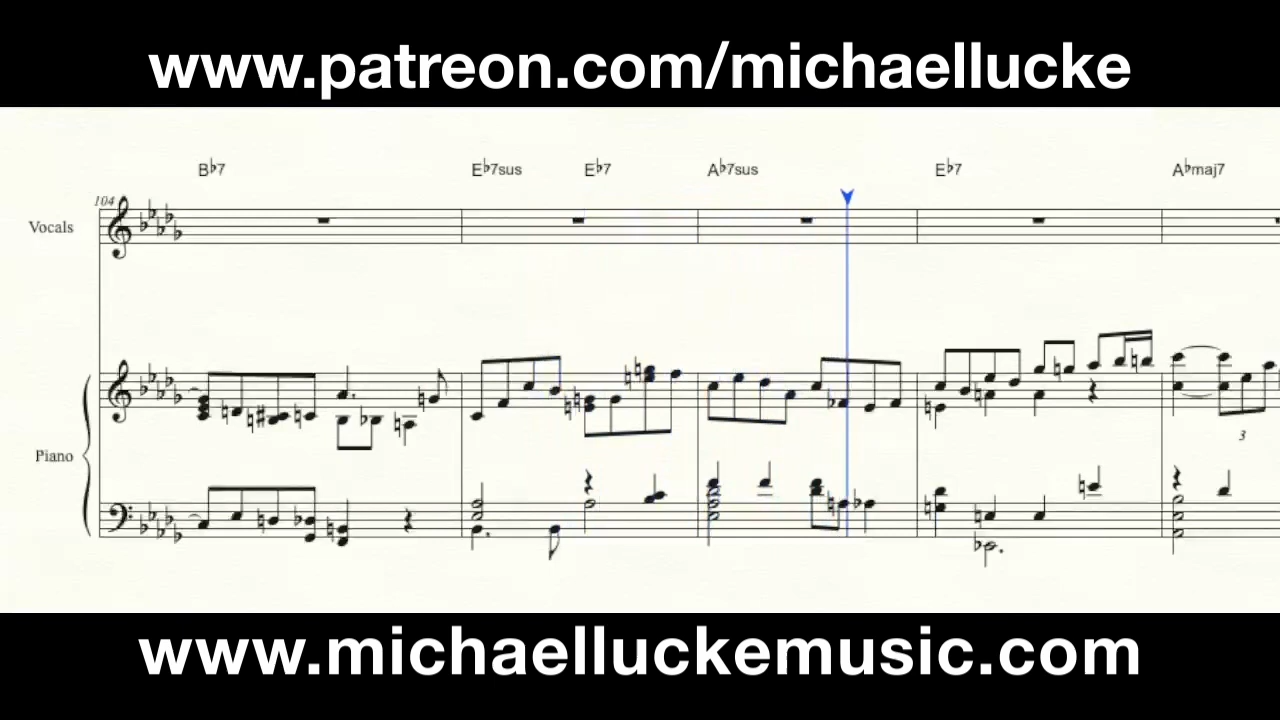 www.patreon.com/michaellucke
B♭7 E♭7sus E♭7 A♭7sus E♭7 A♭maj7
104
Vocals
Piano
3
www.michaelluckemusic.com